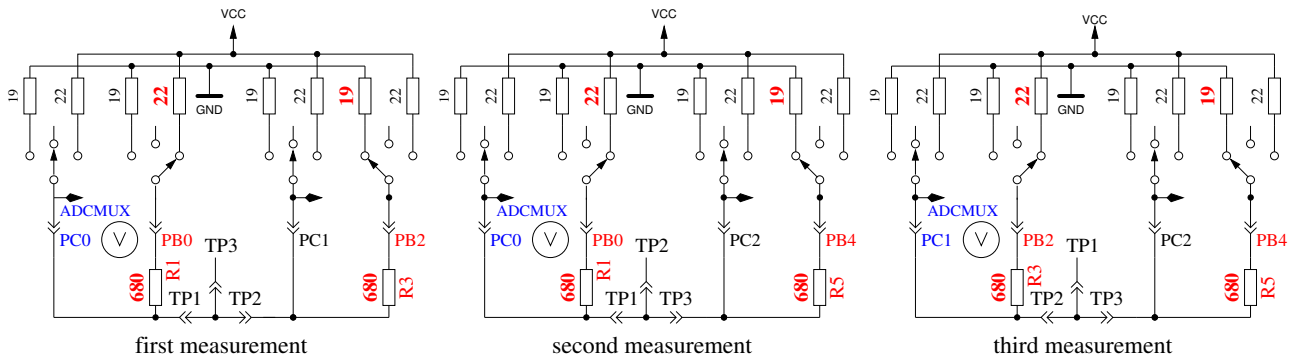 VCC
19
22
19
22
GND
19
22
19
22
ADCMUX
PC0
V
PB0
TP3
PC1
PB2
680
R1
TP1
TP2
680
R3
first measurement
VCC
19
22
19
22
GND
19
22
19
22
ADCMUX
PC0
V
PB0
TP2
PC2
PB4
680
R1
TP1
TP3
680
R5
second measurement
VCC
19
22
19
22
GND
19
22
19
22
ADCMUX
PC1
V
PB2
TP1
PC2
PB4
680
R3
TP2
TP3
680
R5
third measurement